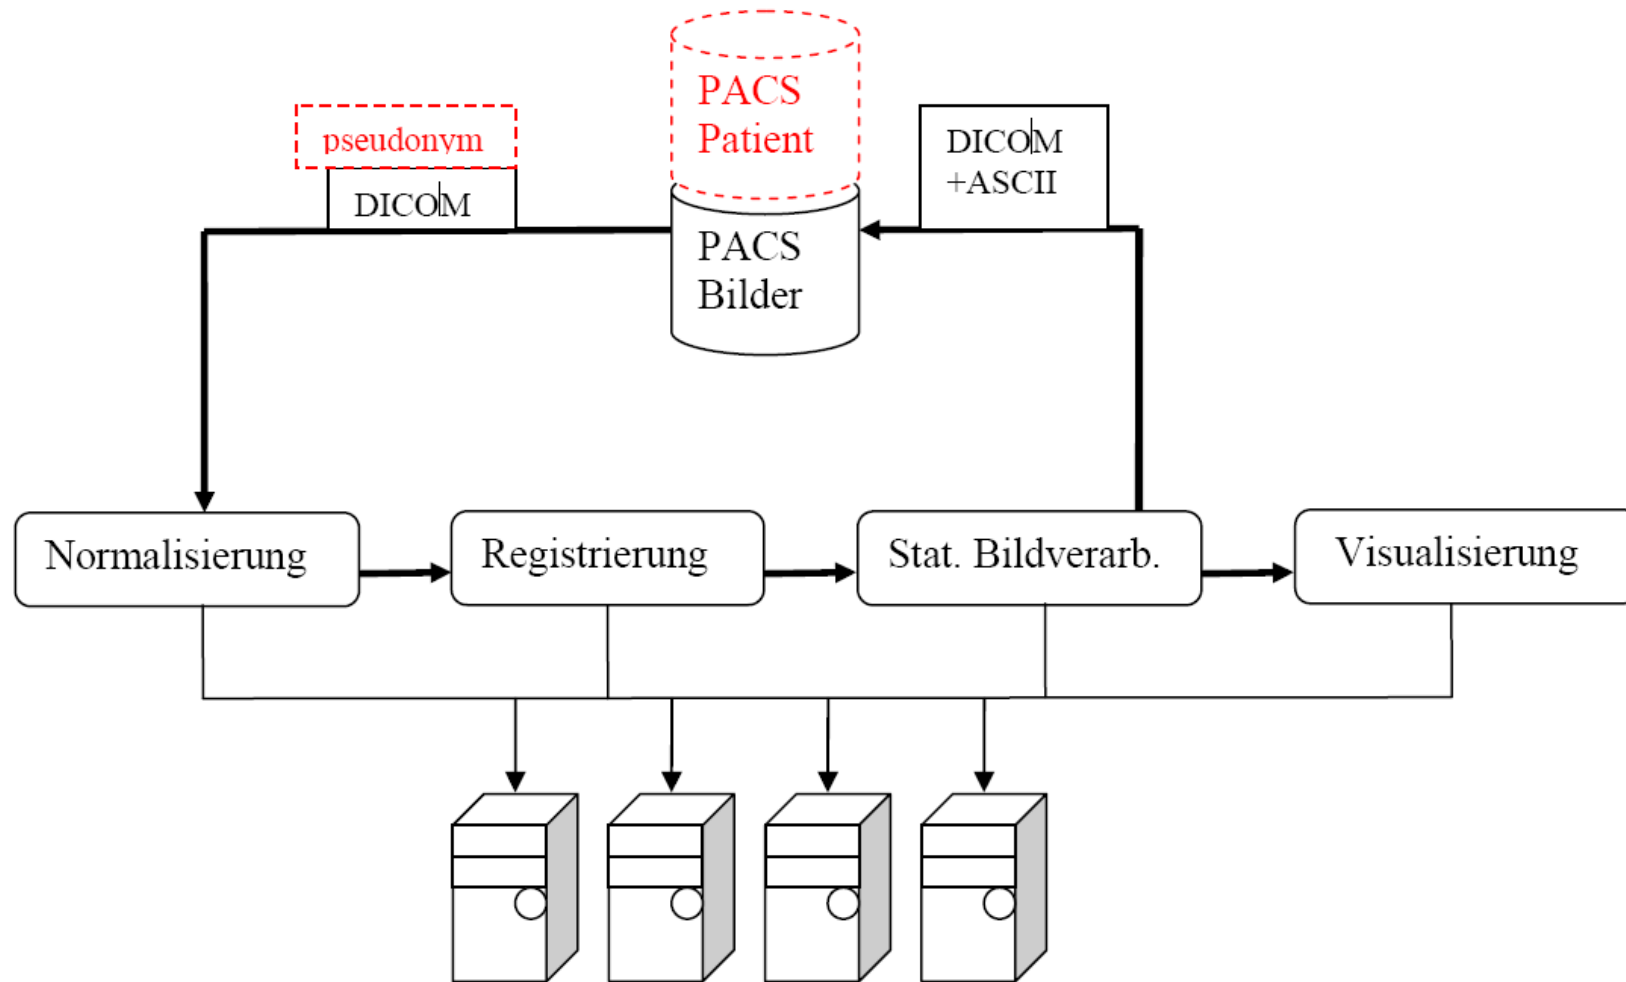 PACS
Patient
pseudonym
DICOM
DICOM
+ASCII
PACS
Bilder
Normalisierung
Registrierung
Stat. Bildverarb.
Visualisierung